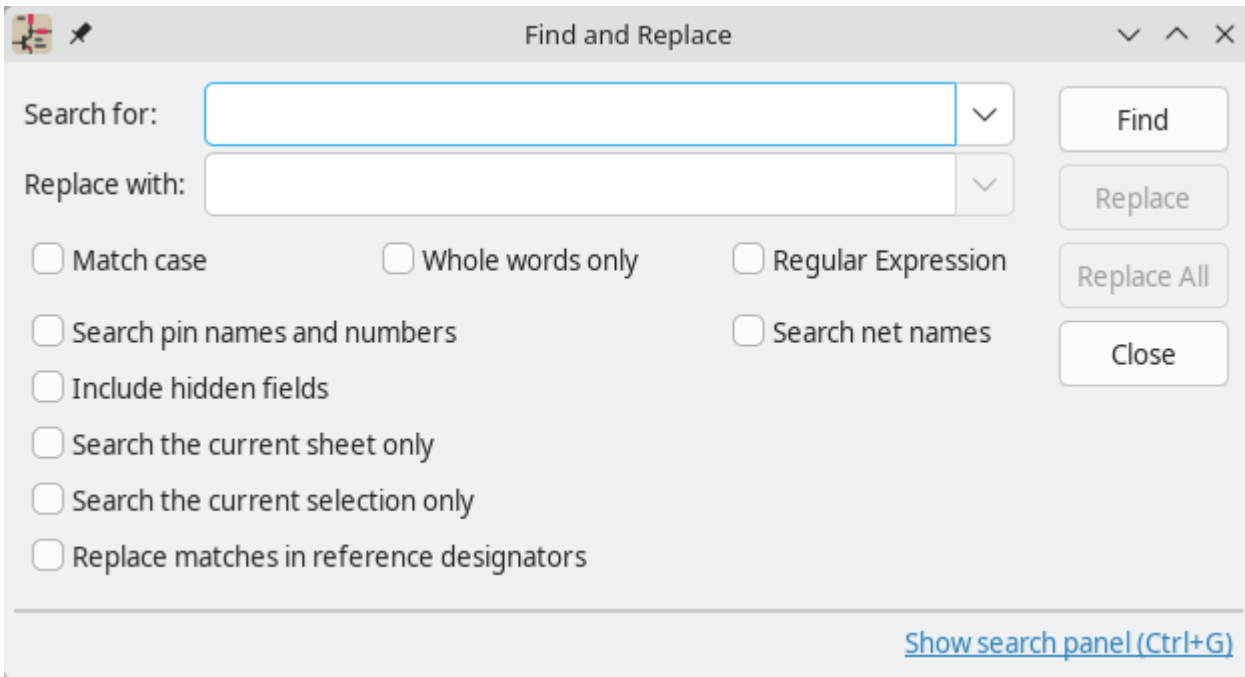 Find and Replace
Search for:
Find
Replace with:
Replace
Match case
Whole words only
Regular Expression
Replace All
Search pin names and numbers
Search net names
Close
Include hidden fields
Search the current sheet only
Search the current selection only
Replace matches in reference designators
Show search panel (Ctrl+G)